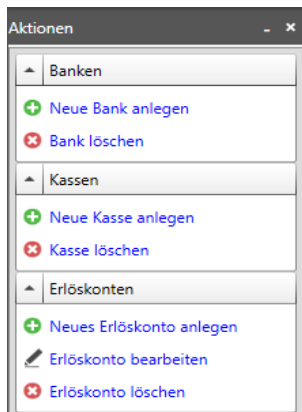 Aktionen
Banken
Neue Bank anlegen
Bank löschen
Kassen
Neue Kasse anlegen
Kasse löschen
Erlöskonten
Neues Erlöskonto anlegen
Erlöskonto bearbeiten
Erlöskonto löschen